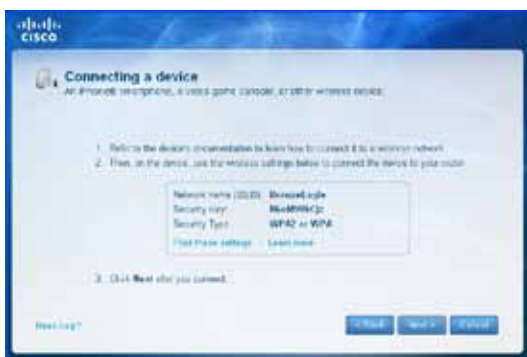 CISCO
Connecting a device
An iPhone® smartphone, a video game console, or other wireless device.
1. Refer to the device's documentation to learn how to connect it to a wireless network.
2. Then, on the device, use the wireless settings below to connect the device to your router.
Network name (SSID):
Security Key:
Security Type: WPA2 or WPA
Print these settings Learn more
3. Click Next after you connect.
Need help?
< Back Next > Cancel